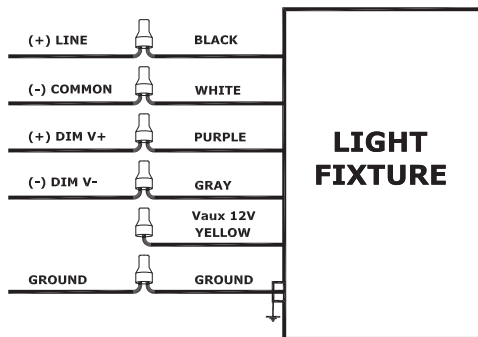 (+) LINE BLACK
(-) COMMON WHITE
(+) DIM V+ PURPLE
(-) DIM V- GRAY
Vaux 12V
YELLOW
GROUND GROUND
LIGHT
FIXTURE